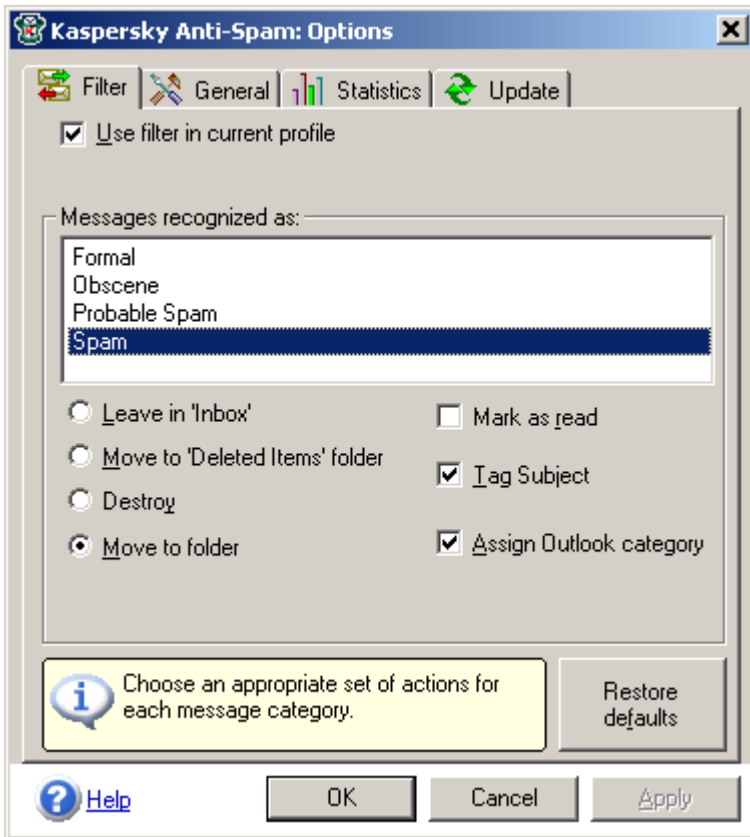 Kaspersky Anti-Spam: Options
Filter General Statistics Update
Use filter in current profile
Messages recognized as:
Formal
Obscene
Probable Spam
Spam
Leave in 'Inbox'
Mark as read
Move to 'Deleted Items' folder
Tag Subject
Destroy
Move to folder
Assign Outlook category
Choose an appropriate set of actions for
each message category.
Restore
defaults
Help OK Cancel Apply